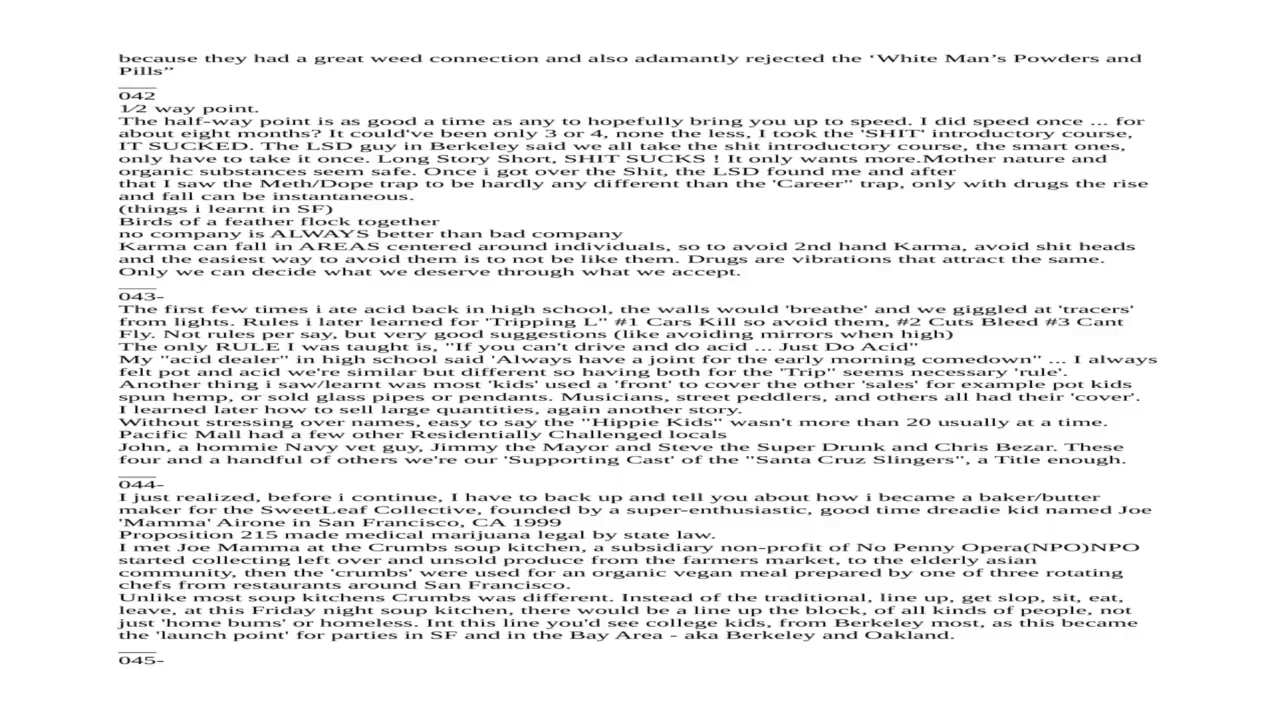 because they had a great weed connection and also adamantly rejected the ‘White Man’s Powders and
Pills”
____
042
1⁄2 way point.
The half-way point is as good a time as any to hopefully bring you up to speed. I did speed once ... for
about eight months? It could've been only 3 or 4, none the less, I took the 'SHIT' introductory course,
IT SUCKED. The LSD guy in Berkeley said we all take the shit introductory course, the smart ones,
only have to take it once. Long Story Short, SHIT SUCKS ! It only wants more.Mother nature and
organic substances seem safe. Once i got over the Shit, the LSD found me and after
that I saw the Meth/Dope trap to be hardly any different than the 'Career" trap, only with drugs the rise
and fall can be instantaneous.
(things i learnt in SF)
Birds of a feather flock together
no company is ALWAYS better than bad company
Karma can fall in AREAS centered around individuals, so to avoid 2nd hand Karma, avoid shit heads
and the easiest way to avoid them is to not be like them. Drugs are vibrations that attract the same.
Only we can decide what we deserve through what we accept.
____
043-
The first few times i ate acid back in high school, the walls would 'breathe' and we giggled at 'tracers'
from lights. Rules i later learned for 'Tripping L" #1 Cars Kill so avoid them, #2 Cuts Bleed #3 Cant
Fly. Not rules per say, but very good suggestions (like avoiding mirrors when high)
The only RULE I was taught is, "If you can't drive and do acid ... Just Do Acid"
My "acid dealer" in high school said 'Always have a joint for the early morning comedown" ... I always
felt pot and acid we're similar but different so having both for the 'Trip" seems necessary 'rule'.
Another thing i saw/learnt was most 'kids' used a 'front' to cover the other 'sales' for example pot kids
spun hemp, or sold glass pipes or pendants. Musicians, street peddlers, and others all had their 'cover'.
I learned later how to sell large quantities, again another story.
Without stressing over names, easy to say the "Hippie Kids" wasn't more than 20 usually at a time.
Pacific Mall had a few other Residentially Challenged locals
John, a hommie Navy vet guy, Jimmy the Mayor and Steve the Super Drunk and Chris Bezar. These
four and a handful of others we're our 'Supporting Cast' of the "Santa Cruz Slingers", a Title enough.
____
044-
I just realized, before i continue, I have to back up and tell you about how i became a baker/butter
maker for the SweetLeaf Collective, founded by a super-enthusiastic, good time dreadie kid named Joe
'Mamma' Airone in San Francisco, CA 1999
Proposition 215 made medical marijuana legal by state law.
I met Joe Mamma at the Crumbs soup kitchen, a subsidiary non-profit of No Penny Opera(NPO)NPO
started collecting left over and unsold produce from the farmers market, to the elderly asian
community, then the 'crumbs' were used for an organic vegan meal prepared by one of three rotating
chefs from restaurants around San Francisco.
Unlike most soup kitchens Crumbs was different. Instead of the traditional, line up, get slop, sit, eat,
leave, at this Friday night soup kitchen, there would be a line up the block, of all kinds of people, not
just 'home bums' or homeless. Int this line you'd see college kids, from Berkeley most, as this became
the 'launch point' for parties in SF and in the Bay Area - aka Berkeley and Oakland.
____
045-